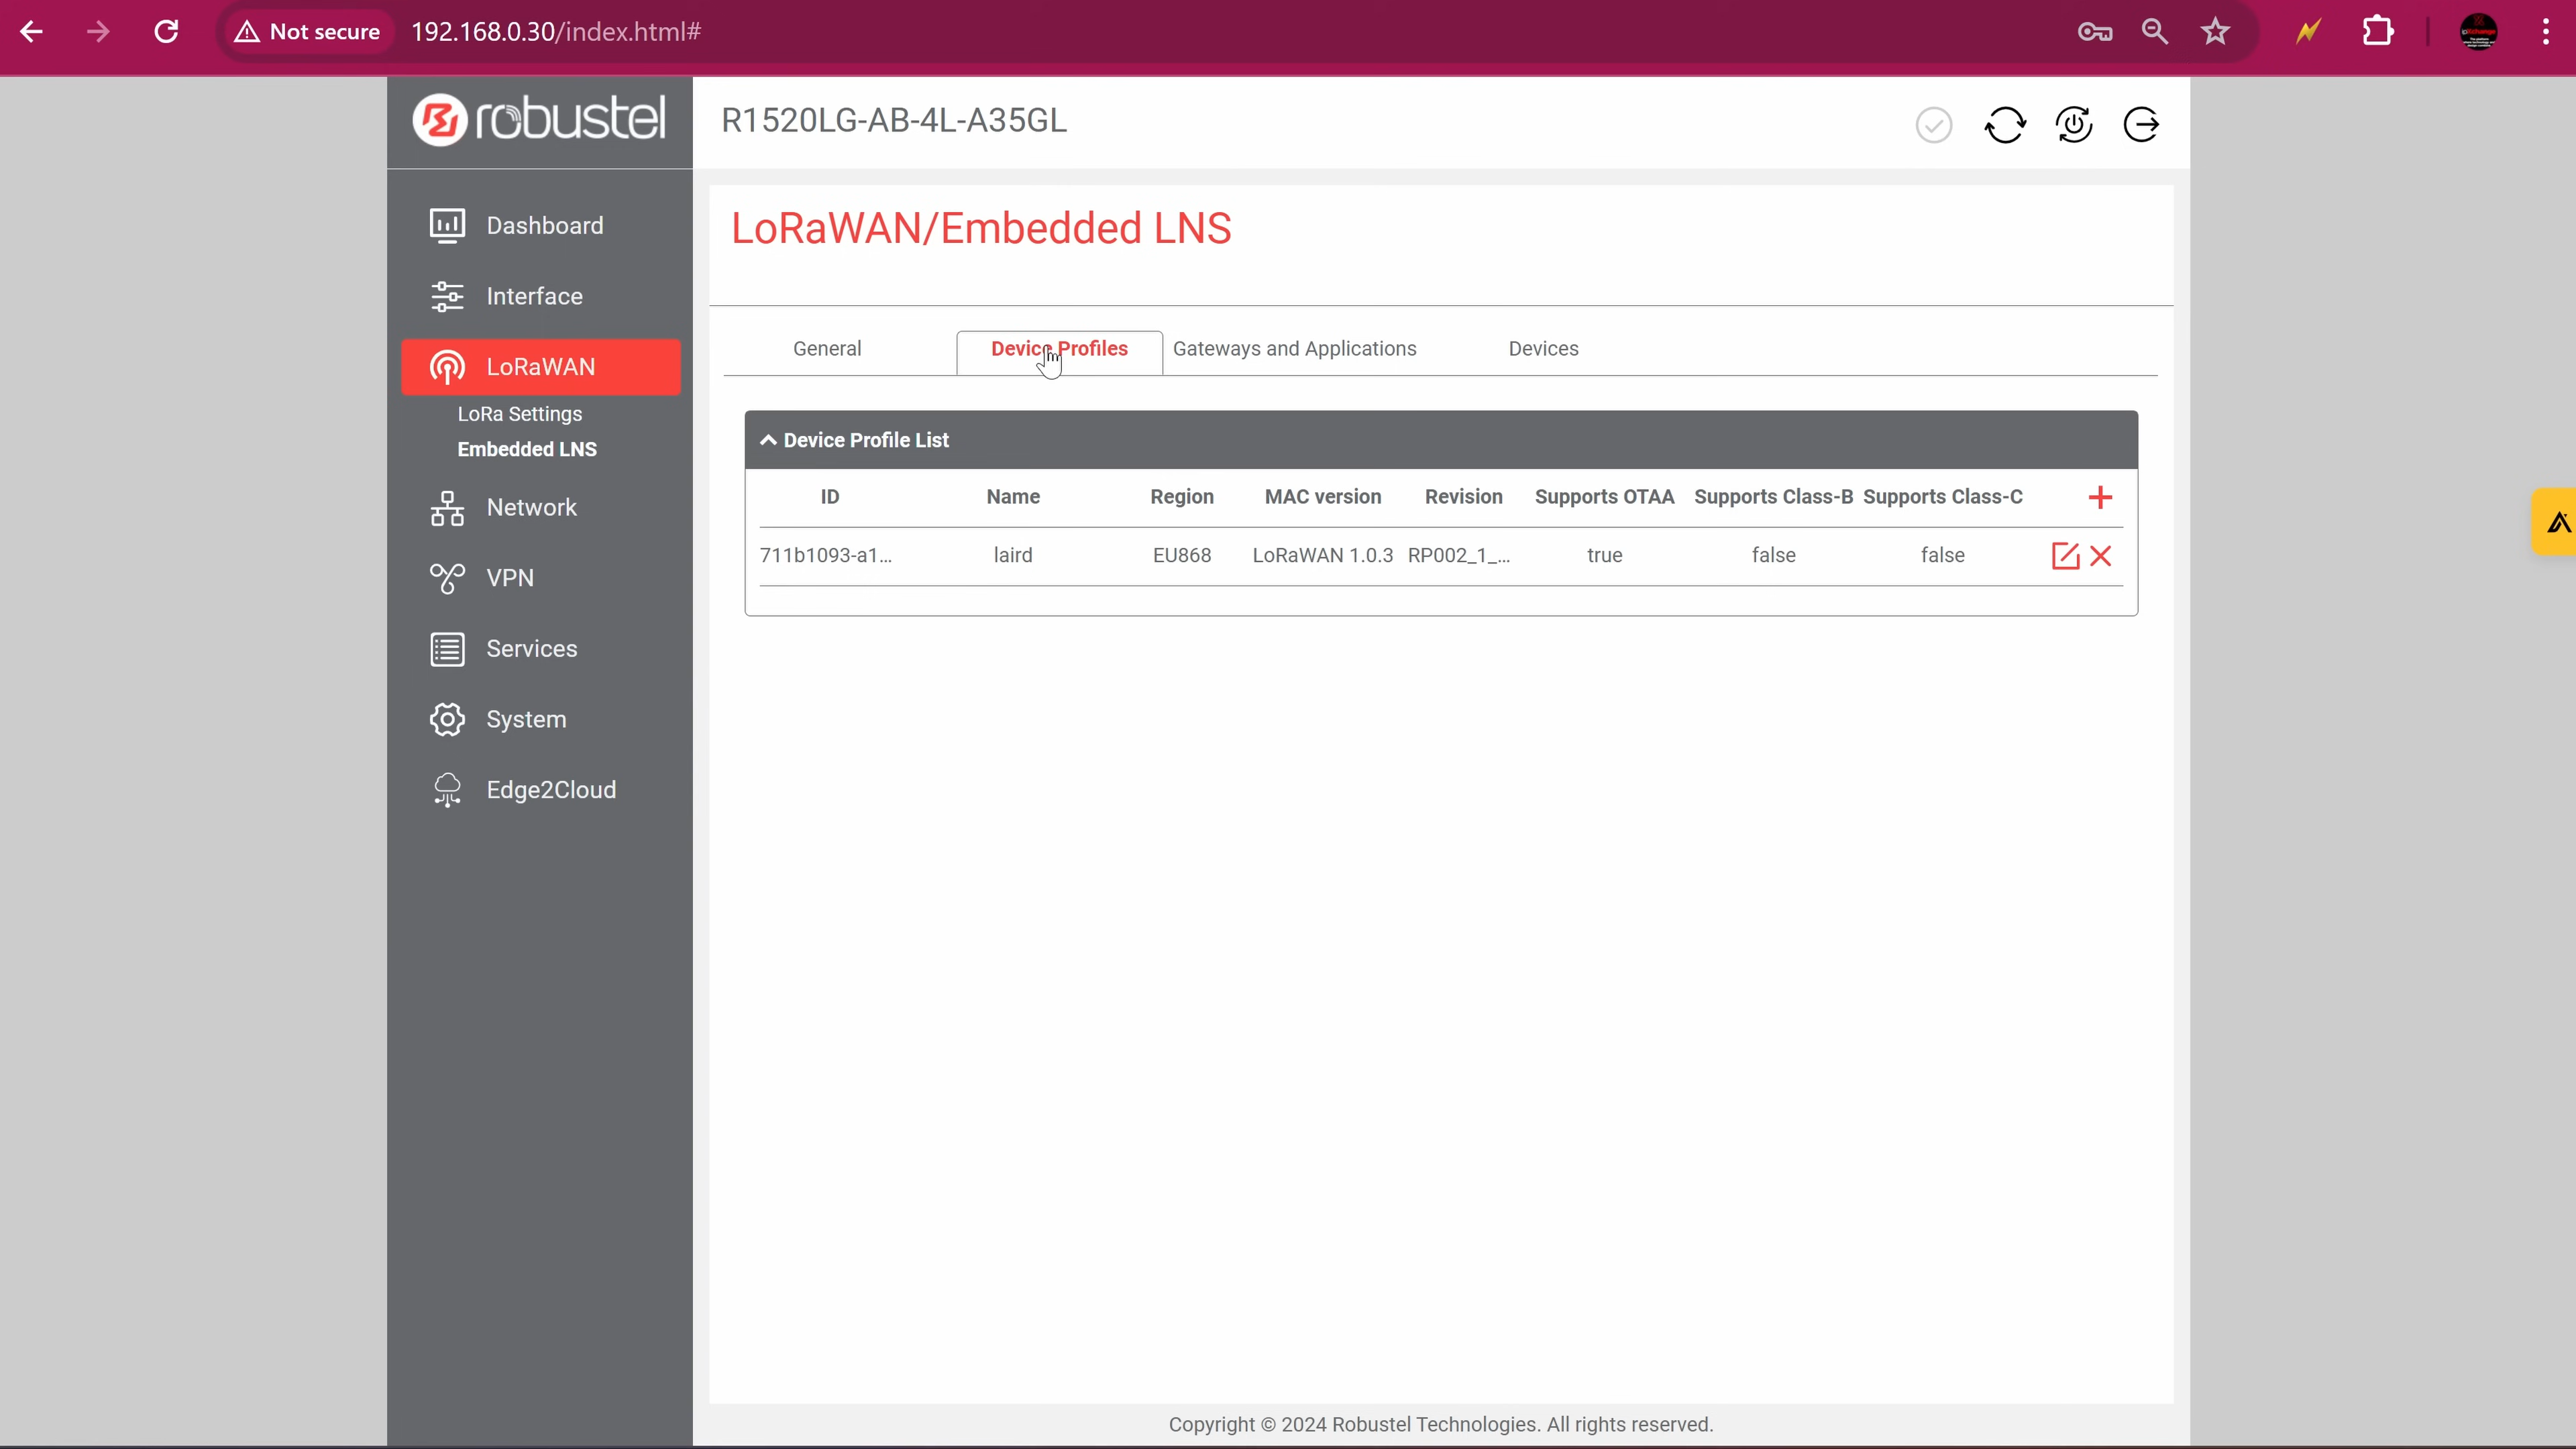 Not secure 192.168.0.30/index.html#
robustel
R1520LG-AB-4L-A35GL
Dashboard
Interface
LoRaWAN
LoRa Settings
Embedded LNS
Network
VPN
Services
System
Edge2Cloud
LoRaWAN/Embedded LNS
General Device Profiles Gateways and Applications Devices
Device Profile List
ID Name Region MAC version Revision Supports OTAA Supports Class-B Supports Class-C
711b1093-a1... laird EU868 LoRaWAN 1.0.3 RP002_1_... true false false
Copyright © 2024 Robustel Technologies. All rights reserved.